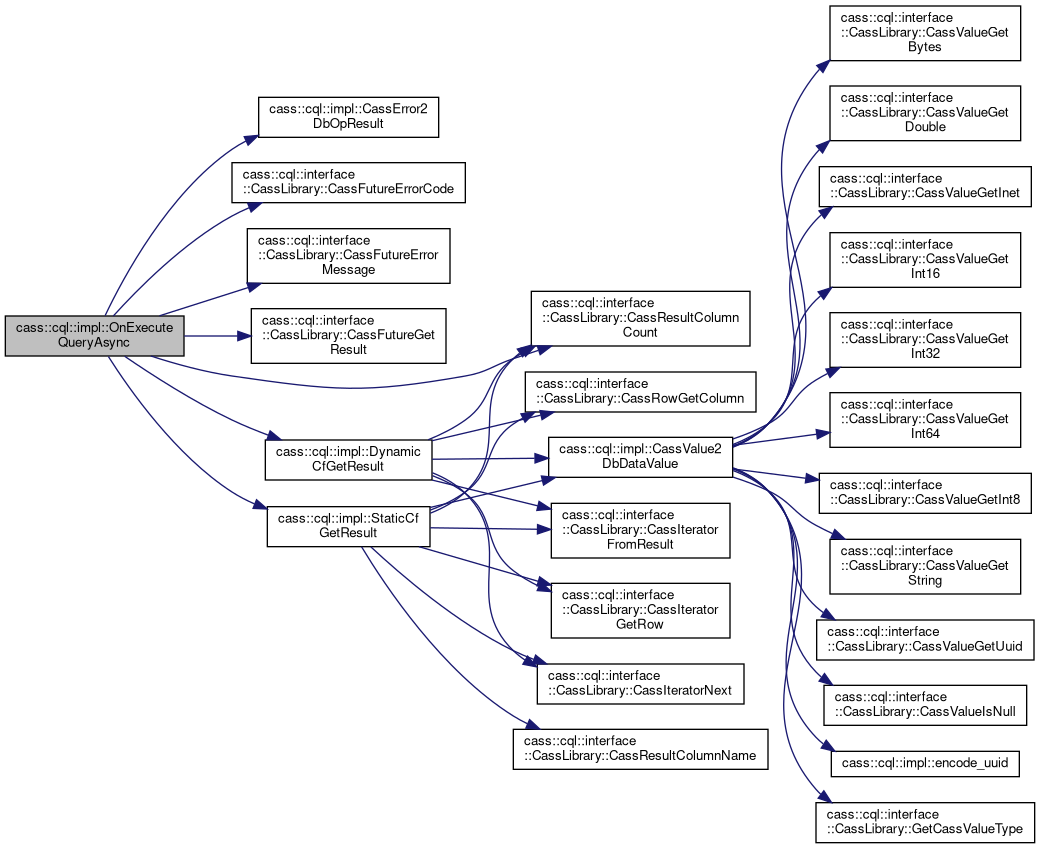 cass::cql::impl::OnExecute
QueryAsync
cass::cql::impl::CassError2
DbOpResult
cass::cql::interface
::CassLibrary::CassFutureErrorCode
cass::cql::interface
::CassLibrary::CassFutureError
Message
cass::cql::interface
::CassLibrary::CassFutureGet
Result
cass::cql::impl::Dynamic
CfGetResult
cass::cql::impl::StaticCf
GetResult
cass::cql::interface
::CassLibrary::CassResultColumn
Count
cass::cql::interface
::CassLibrary::CassRowGetColumn
cass::cql::impl::CassValue2
DbDataValue
cass::cql::interface
::CassLibrary::CassIterator
FromResult
cass::cql::interface
::CassLibrary::CassIterator
GetRow
cass::cql::interface
::CassLibrary::CassIteratorNext
cass::cql::interface
::CassLibrary::CassResultColumnName
cass::cql::interface
::CassLibrary::CassValueGet
Bytes
cass::cql::interface
::CassLibrary::CassValueGet
Double
cass::cql::interface
::CassLibrary::CassValueGetInet
cass::cql::interface
::CassLibrary::CassValueGet
Int16
cass::cql::interface
::CassLibrary::CassValueGet
Int32
cass::cql::interface
::CassLibrary::CassValueGet
Int64
cass::cql::interface
::CassLibrary::CassValueGetInt8
cass::cql::interface
::CassLibrary::CassValueGet
String
cass::cql::interface
::CassLibrary::CassValueGetUuid
cass::cql::interface
::CassLibrary::CassValueIsNull
cass::cql::impl::encode_uuid
cass::cql::interface
::CassLibrary::GetCassValueType